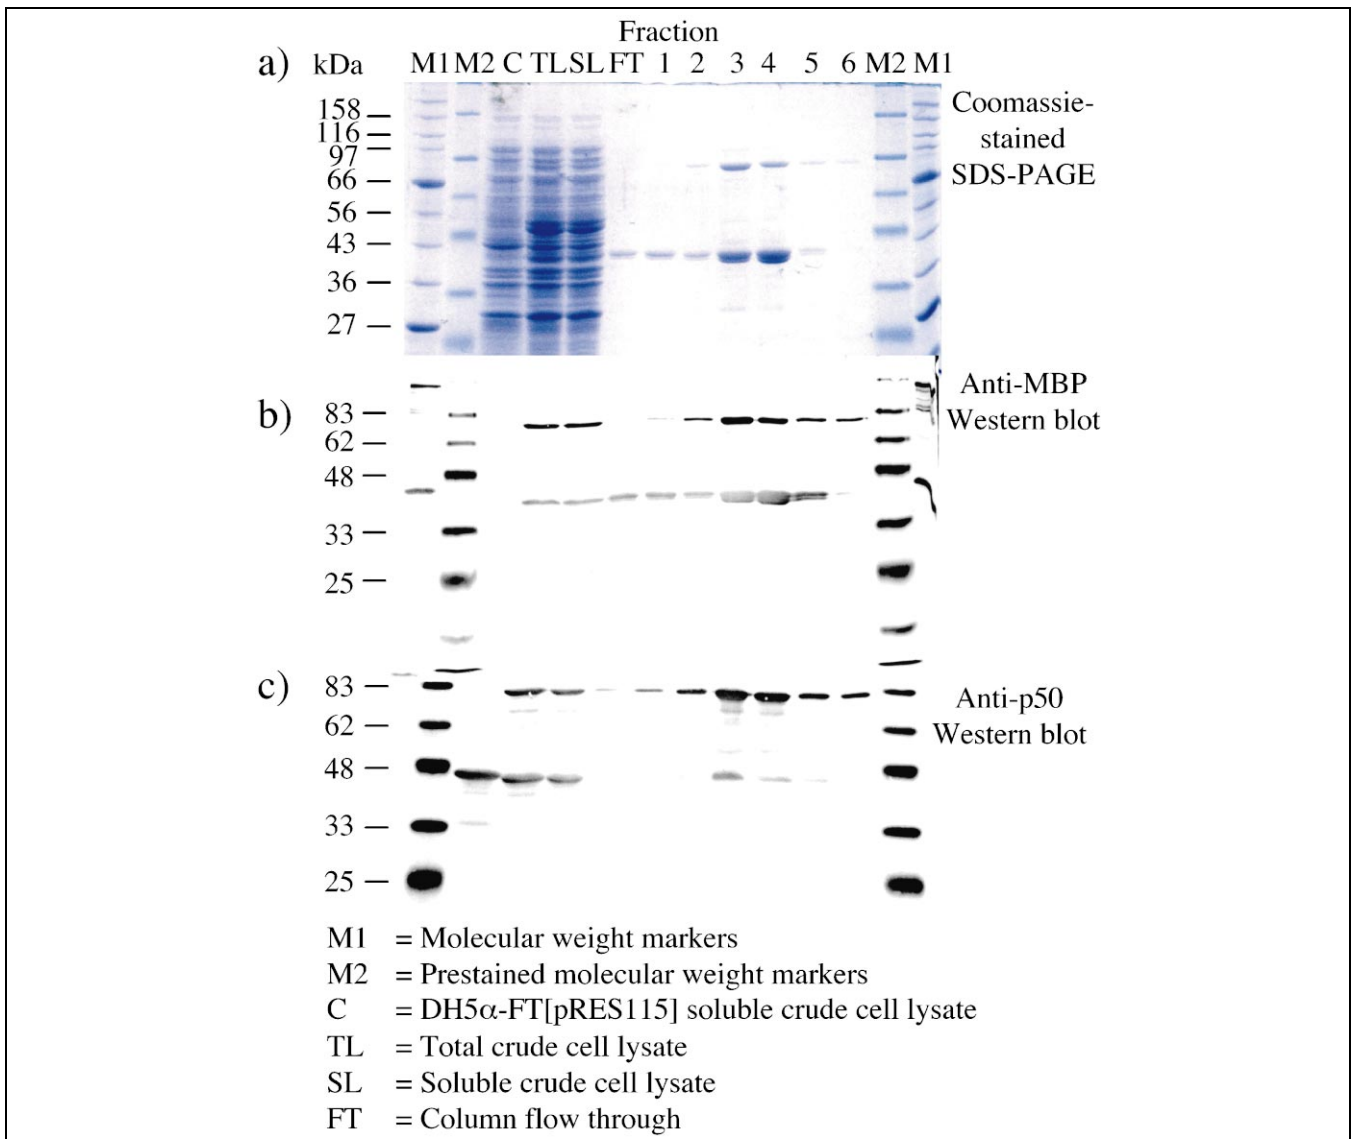 Fraction
a) kDa M1 M2 C TL SL FT 1 2 3 4 5 6 M2 M1
158
116
97
66
56
43
36
27
Coomassie-
stained
SDS-PAGE
b)
83
62
48
33
25
Anti-MBP
Western blot
c)
83
62
48
33
25
Anti-p50
Western blot
M1 = Molecular weight markers
M2 = Prestained molecular weight markers
C = DH5α-FT[pRES115] soluble crude cell lysate
TL = Total crude cell lysate
SL = Soluble crude cell lysate
FT = Column flow through